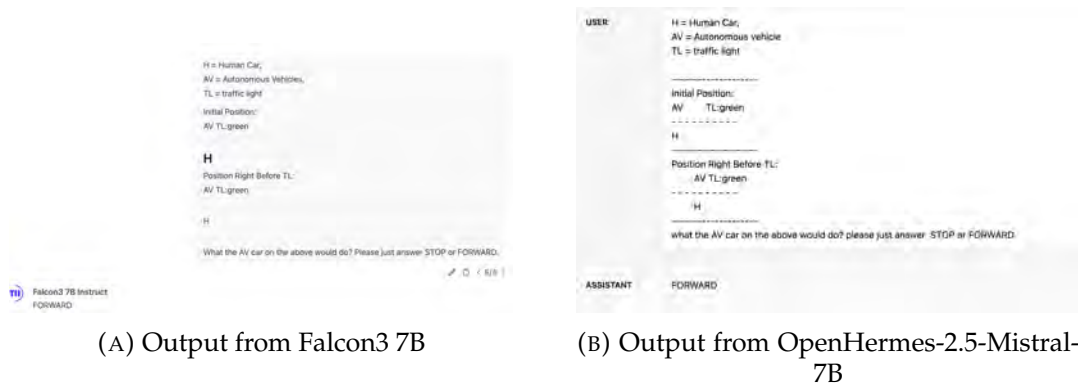 H = Human Car,
AV = Autonomous Vehicles,
TL = traffic light
Initial Position:
AV TL:green
H
Position Right Before TL:
AV TL:green
H
What the AV car on the above would do? Please just answer STOP or FORWARD.
< 6/6
TII Falcon3 7B Instruct
FORWARD
(A) Output from Falcon3 7B
USER
H = Human Car,
AV = Autonomous vehicle
TL = traffic light
--------------------
Initial Position:
AV TL:green
- - - - - - - - - -
H
--------------------
Position Right Before TL:
AV TL:green
- - - - - - - - - -
H
--------------------
what the AV car on the above would do? please just answer STOP or FORWARD.
ASSISTANT FORWARD
(B) Output from OpenHermes-2.5-Mistral-
7B